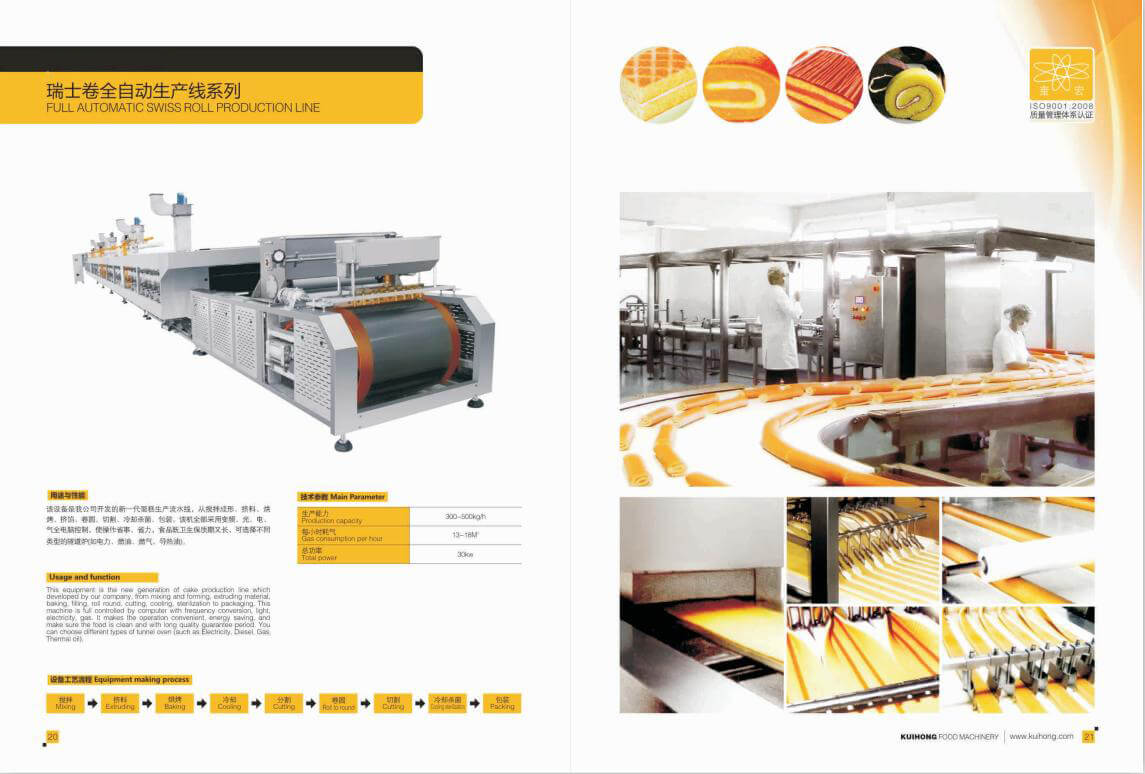 瑞士卷全自动生产线系列
FULL AUTOMATIC SWISS ROLL PRODUCTION LINE
用途与性能
该设备是我公司开发的新一代蛋糕生产流水线，从搅拌成形、挤料、烘
烤、挤馅、卷圆、切割、冷却杀菌、包装。该机全部采用变频、光、电、
气全电脑控制，使操作省事、省力，食品既卫生保质期又长，可选择不同
类型的隧道炉(如电力、燃油、燃气、导热油)。
Usage and function
This equipment is the new generation of cake production line which
developed by our company, from mixing and forming, extruding material,
baking, filling, roll round, cutting, cooling, sterilization to packaging. This
machine is full controlled by computer with frequency conversion, light,
electricity, gas. It makes the operation convenient, energy saving, and
make sure the food is clean and with long quality guarantee period. You
can choose different types of tunnel oven (such as Electricity, Diesel, Gas,
Thermal oil).
技术参数 Main Parameter
生产能力
Production capacity
300~500kg/h
每小时耗气
Gas consumption per hour
13~18M³
总功率
Total power
30kw
设备工艺流程 Equipment making process
搅拌
Mixing
挤料
Extruding
烘烤
Baking
冷却
Cooling
分割
Cutting
卷圆
Roll to round
切割
Cutting
冷却杀菌
包装
Packing
20
奎宏
ISO9001:2008
质量管理体系认证
KUIHONG FOOD MACHINERY
www.kuihong.com
21